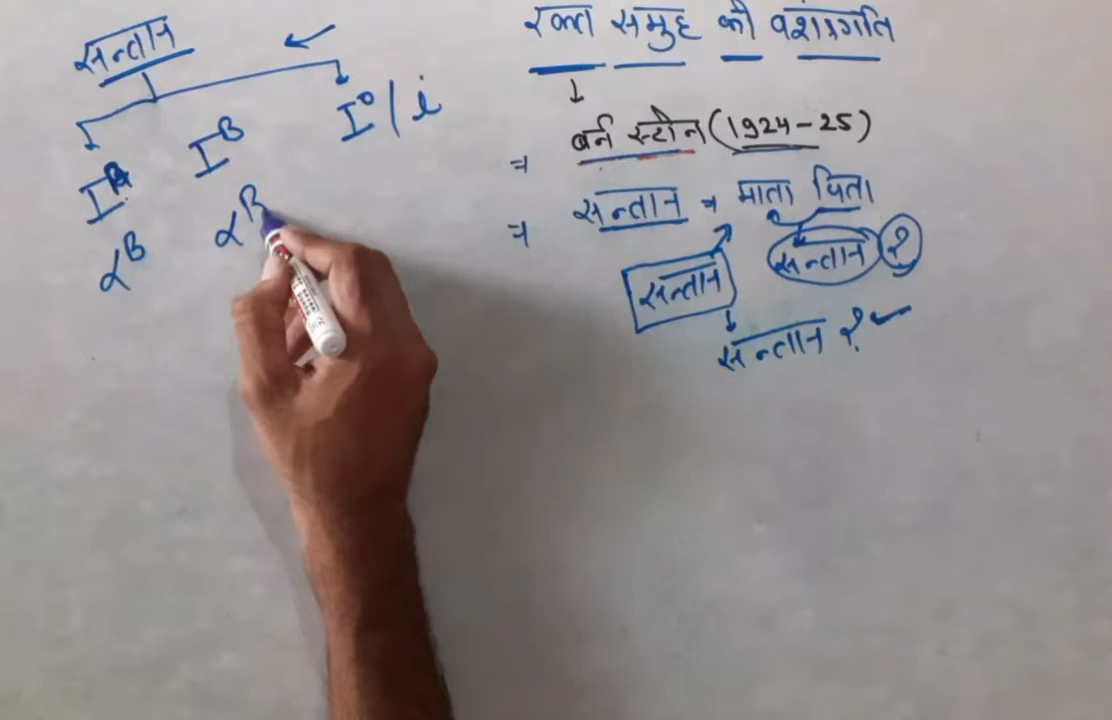 सन्तान
I^B
I^O / i
I^A
α^B
α^B
रक्त समुह की वंशागति
↓
बर्न स्टीन (1924-25)
⇒
⇒ सन्तान = माता पिता
सन्तान ?
सन्तान
↓
सन्तान ?